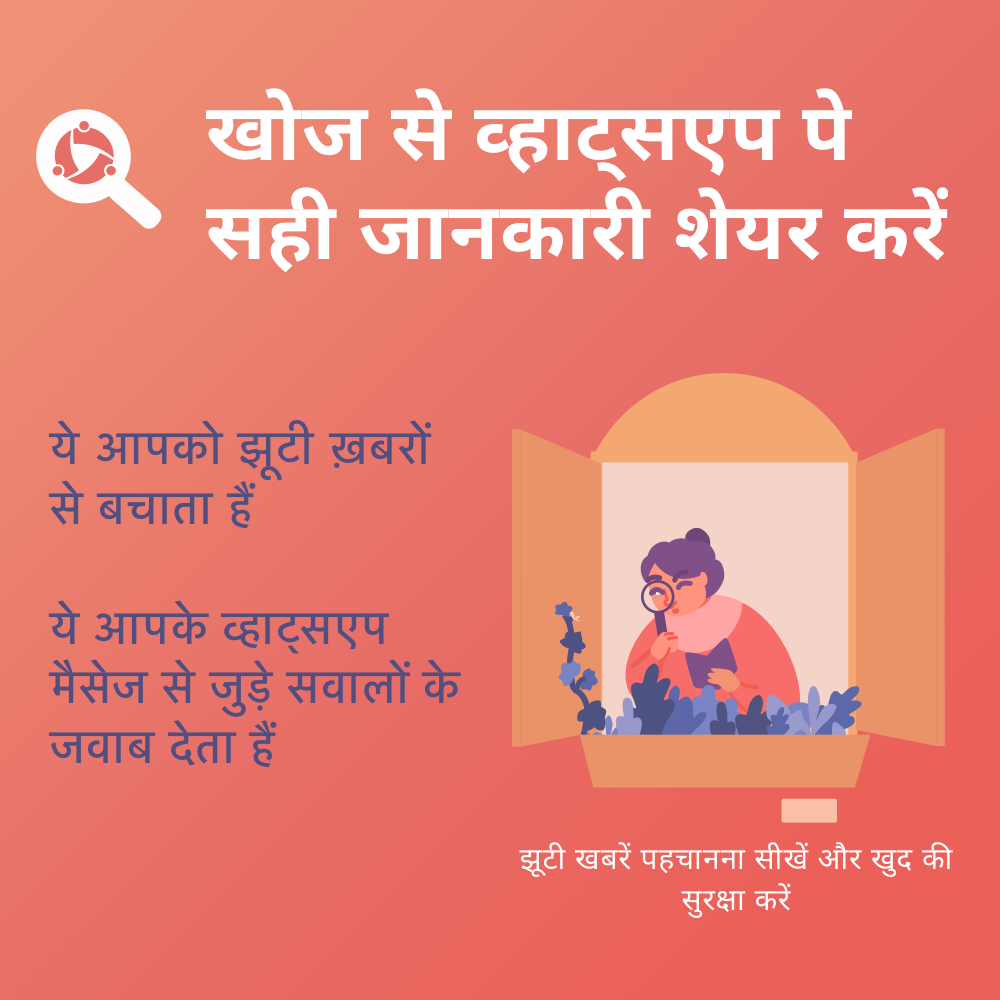 खोज से व्हाट्सएप पे
सही जानकारी शेयर करें
ये आपको झूटी ख़बरों
से बचाता हैं
ये आपके व्हाट्सएप
मैसेज से जुड़े सवालों के
जवाब देता हैं
झूटी खबरें पहचानना सीखें और खुद की
सुरक्षा करें